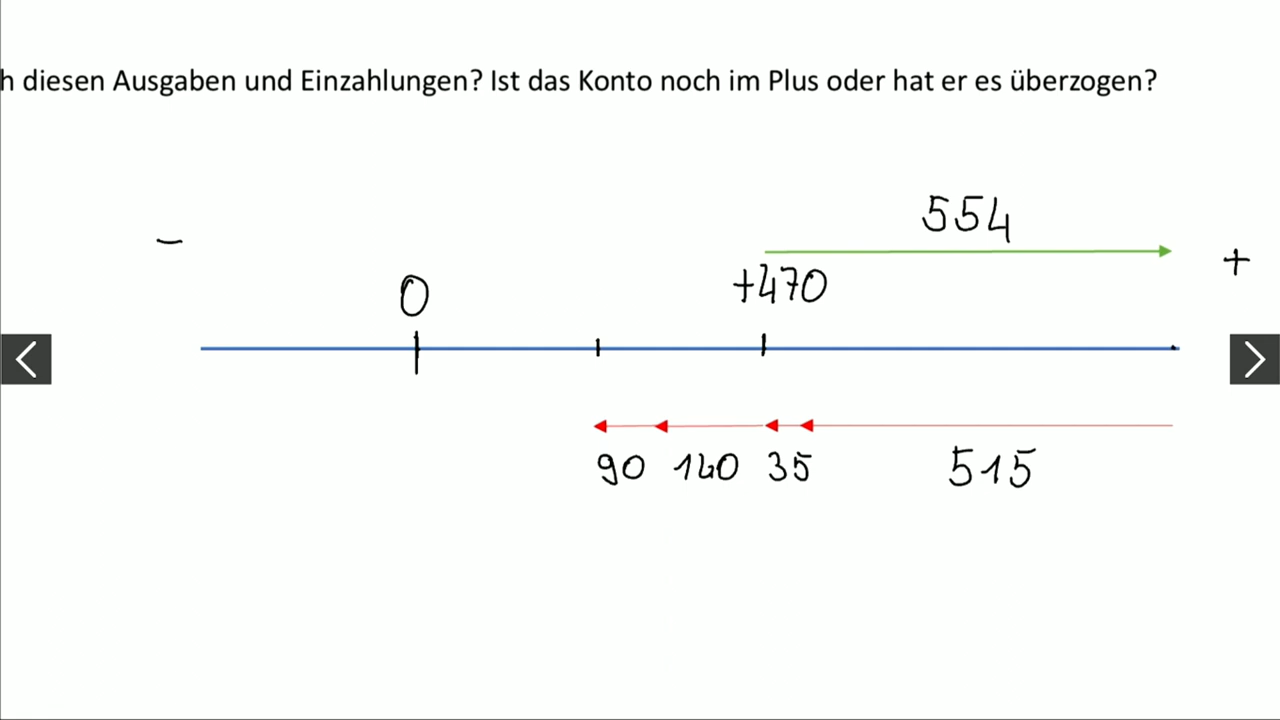 h diesen Ausgaben und Einzahlungen? Ist das Konto noch im Plus oder hat er es überzogen?
554
−
+
+470
0
90 140 35 515